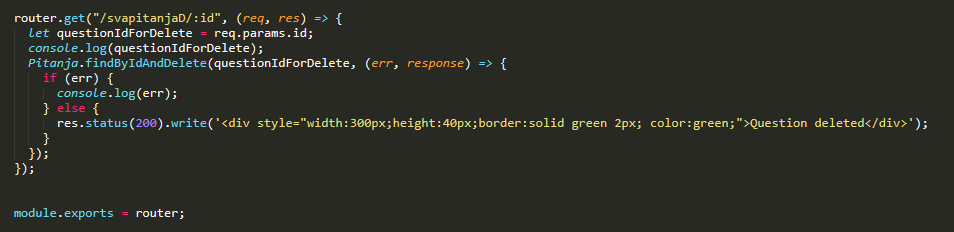 router.get("/svapitanjaD/:id", (req, res) => {
let questionIdForDelete = req.params.id;
console.log(questionIdForDelete);
Pitanja.findByIdAndDelete(questionIdForDelete, (err, response) => {
if (err) {
console.log(err);
} else {
res.status(200).write('<div style="width:300px;height:40px;border:solid green 2px; color:green;">Question deleted</div>');
}
});
});
module.exports = router;